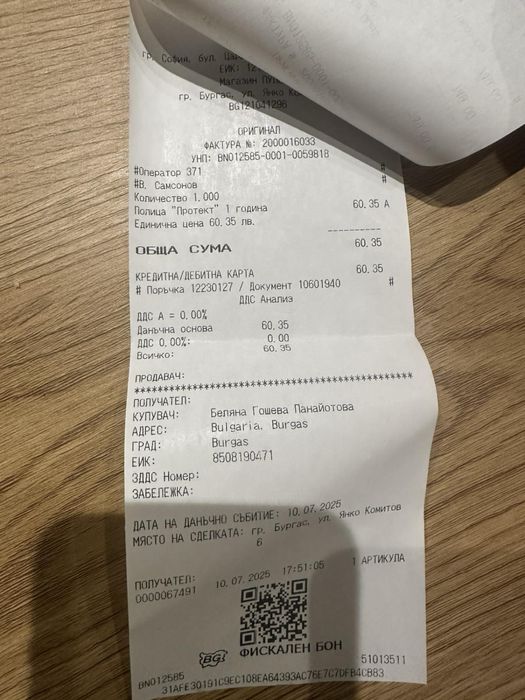 гр. София, бул.
ЕИК: 12
Магазин
гр. Бургас, ул. Янко
BG121041296
ОРИГИНАЛ
ФАКТУРА №: 2000016033
УНП: BN012585-0001-0059818
#Оператор 371 #
#В. Самсонов #
Количество 1,000
Полица "Протект" 1 година 60.35 А
Единична цена 60.35 лв.
----------
ОБЩА СУМА 60.35
КРЕДИТНА/ДЕБИТНА КАРТА 60.35
# Поръчка 12230127 / Документ 10601940 #
ДДС Анализ
ДДС А = 0.00%
Данъчна основа 60.35
ДДС 0.00%: 0.00
Всичко: 60.35
ПРОДАВАЧ:
******************************************
ПОЛУЧАТЕЛ:
КУПУВАЧ: Беляна Гошева Панайотова
АДРЕС: Bulgaria, Burgas
ГРАД: Burgas
ЕИК: 8508190471
ЗДДС Номер:
ЗАБЕЛЕЖКА:
ДАТА НА ДАНЪЧНО СЪБИТИЕ: 10.07.2025
МЯСТО НА СДЕЛКАТА: гр. Бургас, ул. Янко Комитов
6
1 АРТИКУЛА
ПОЛУЧАТЕЛ: 10.07.2025 17:51:05
0000067491
BG ФИСКАЛЕН БОН
BN012585 51013511
31AFE30191C9EC108EA64393AC76E7C7DFB4CB83